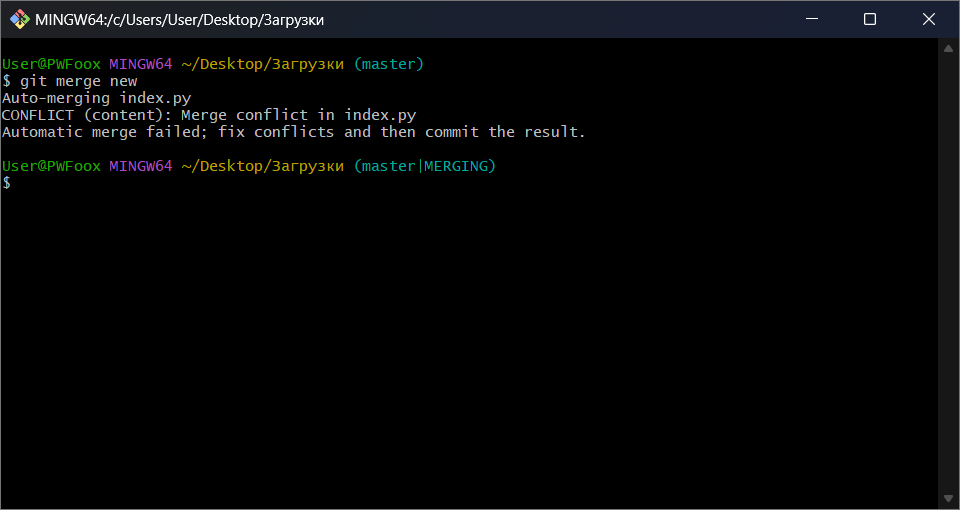 MINGW64:/c/Users/User/Desktop/Загрузки
User@PWFoox MINGW64 ~/Desktop/Загрузки (master)
$ git merge new
Auto-merging index.py
CONFLICT (content): Merge conflict in index.py
Automatic merge failed; fix conflicts and then commit the result.
User@PWFoox MINGW64 ~/Desktop/Загрузки (master|MERGING)
$